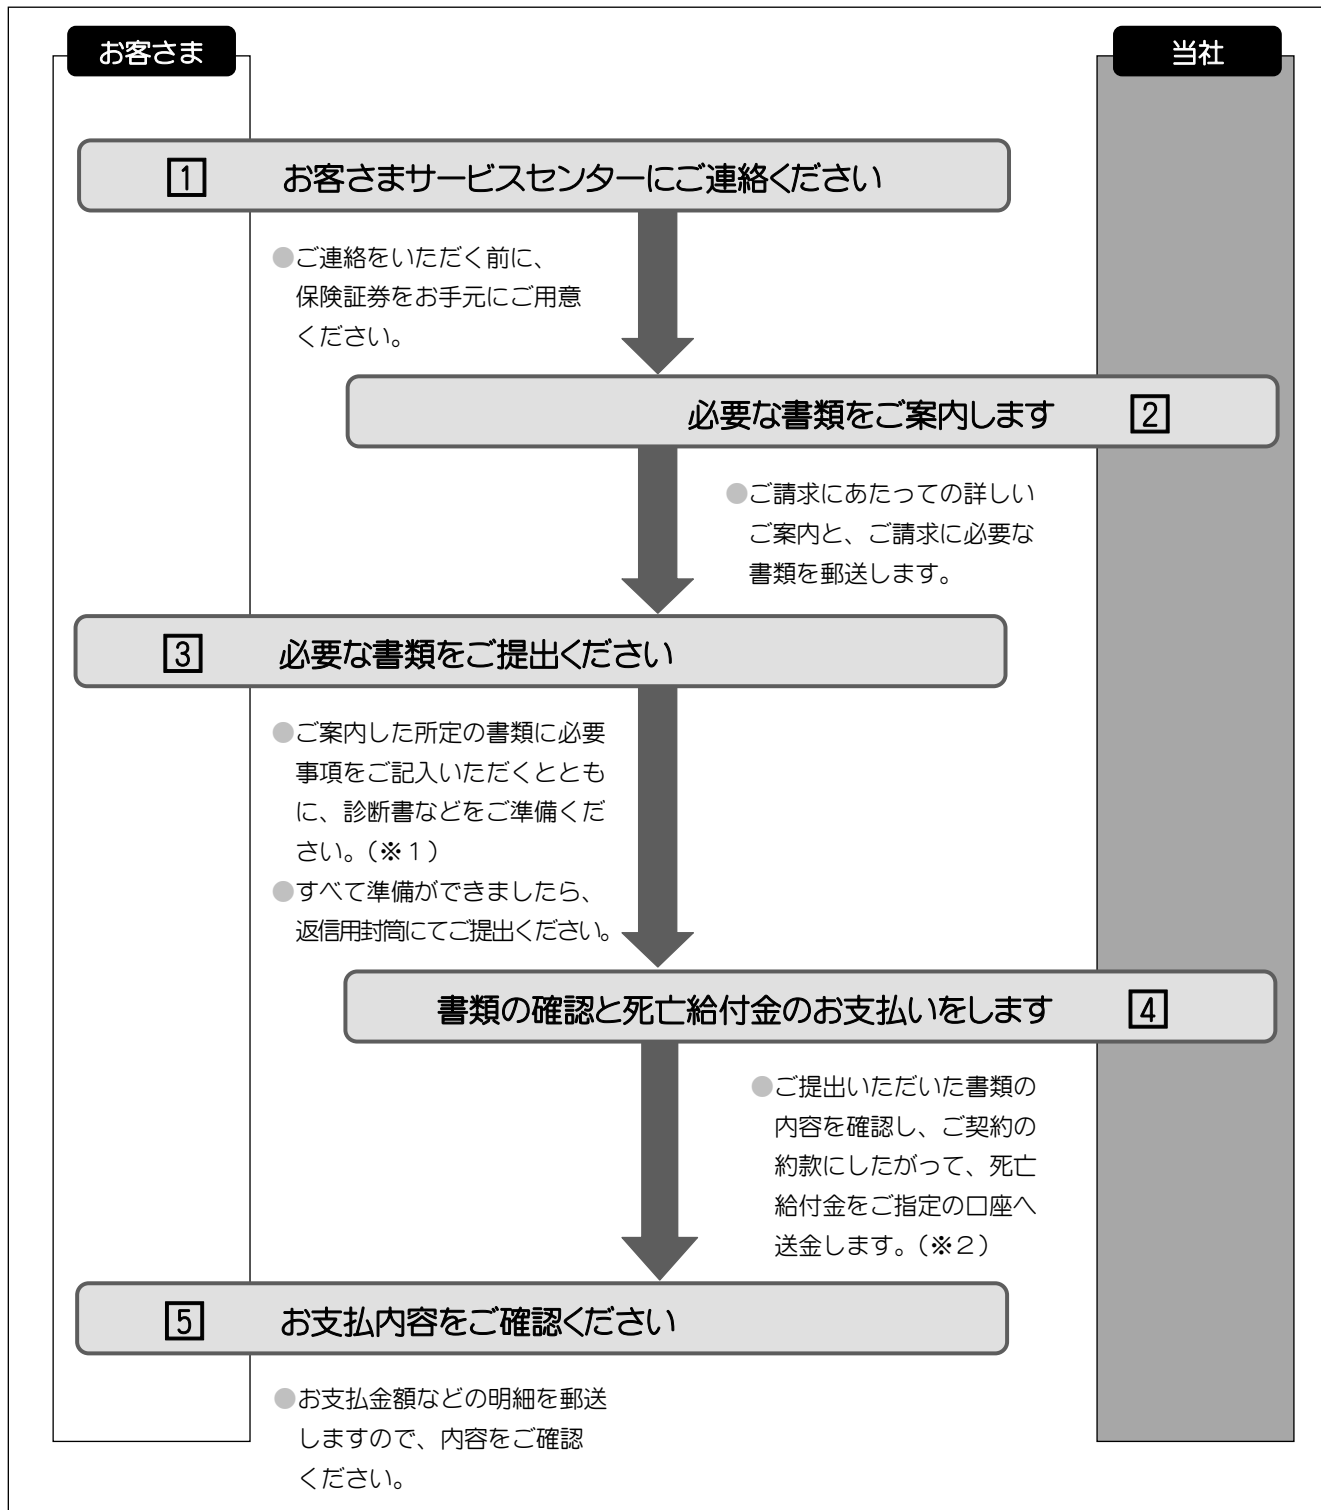 お客さま
当社
1 お客さまサービスセンターにご連絡ください
●ご連絡をいただく前に、
保険証券をお手元にご用意
ください。
必要な書類をご案内します 2
●ご請求にあたっての詳しい
ご案内と、ご請求に必要な
書類を郵送します。
3 必要な書類をご提出ください
●ご案内した所定の書類に必要
事項をご記入いただくととも
に、診断書などをご準備くだ
さい。（※１）
●すべて準備ができましたら、
返信用封筒にてご提出ください。
書類の確認と死亡給付金のお支払いをします 4
●ご提出いただいた書類の
内容を確認し、ご契約の
約款にしたがって、死亡
給付金をご指定の口座へ
送金します。（※２）
5 お支払内容をご確認ください
●お支払金額などの明細を郵送
しますので、内容をご確認
ください。